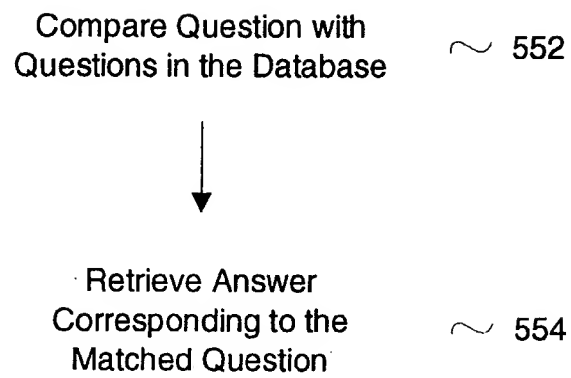 Compare Question with
Questions in the Database
552
Retrieve Answer
Corresponding to the
Matched Question
554